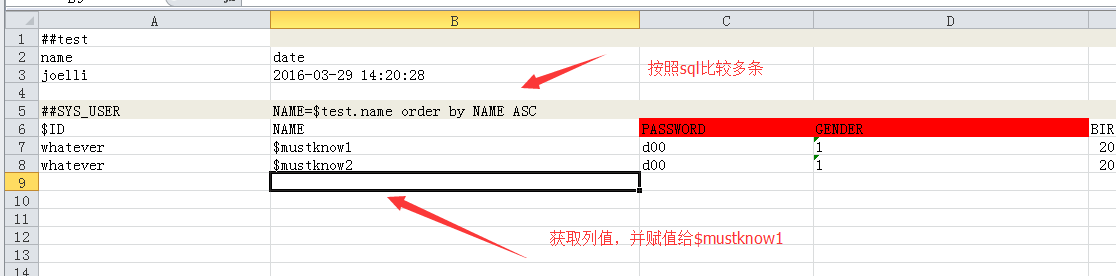 A B C D
1 ##test
2 name date
3 joelli 2016-03-29 14:20:28
按照sql比较多条
4
5 ##SYS_USER NAME=$test.name order by NAME ASC
6 $ID NAME PASSWORD GENDER BIR
7 whatever $mustknow1 d00 1 20
8 whatever $mustknow2 d00 1 20
9
10
11
12
获取列值，并赋值给$mustknow1
13
14